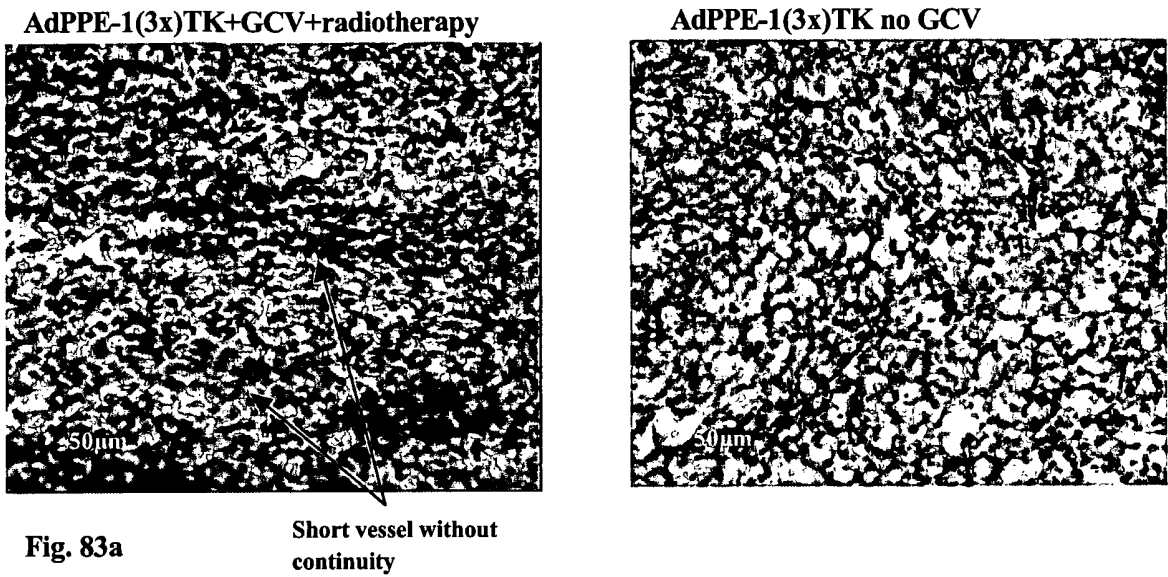 AdPPE-1(3x)TK+GCV+radiotherapy
AdPPE-1(3x)TK no GCV
50µm
50µm
Short vessel without
continuity
Fig. 83a